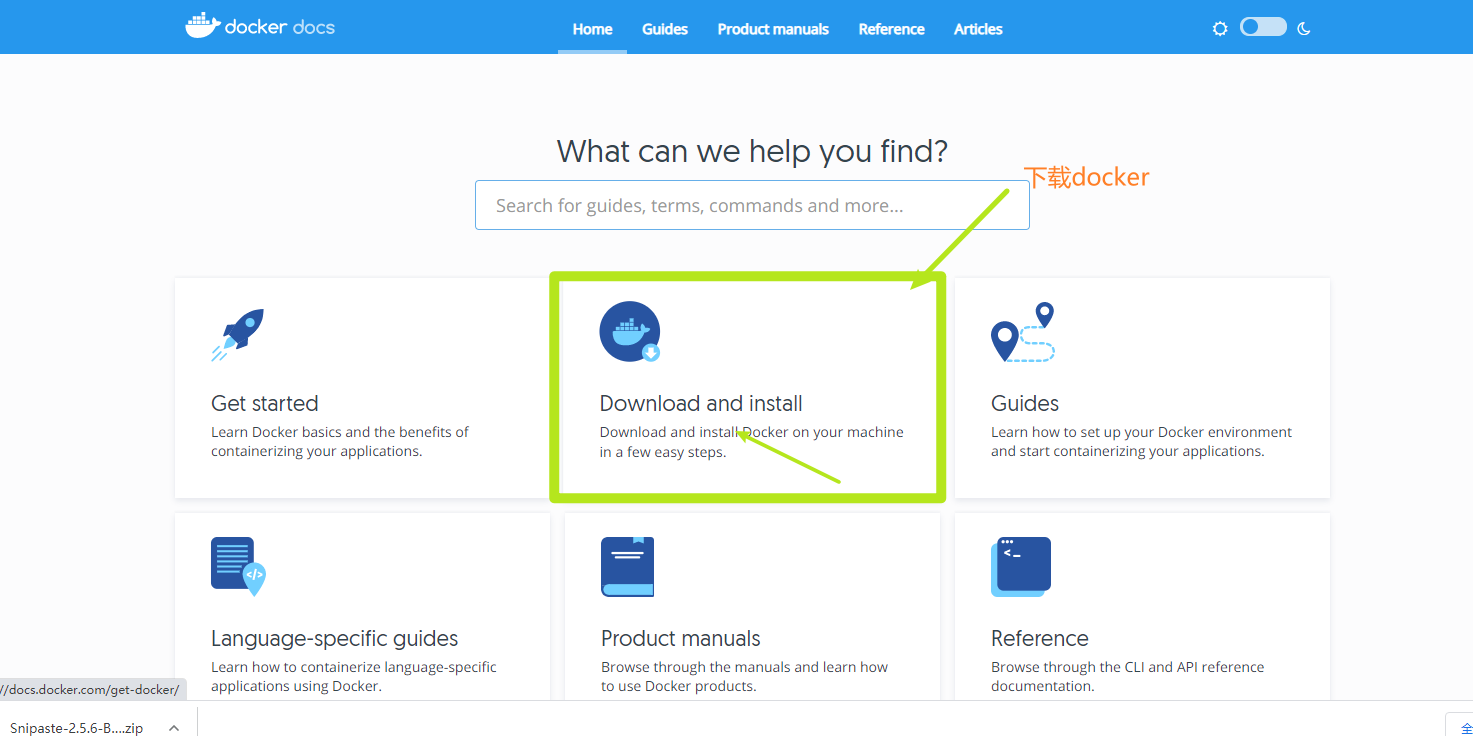 docker docs
Home Guides Product manuals Reference Articles
What can we help you find?
下载docker
Search for guides, terms, commands and more...
Get started
Learn Docker basics and the benefits of
containerizing your applications.
Download and install
Download and install Docker on your machine
in a few easy steps.
Guides
Learn how to set up your Docker environment
and start containerizing your applications.
Language-specific guides
Learn how to containerize language-specific
applications using Docker.
Product manuals
Browse through the manuals and learn how
to use Docker products.
Reference
Browse through the CLI and API reference
documentation.
//docs.docker.com/get-docker/
Snipaste-2.5.6-B....zip
全